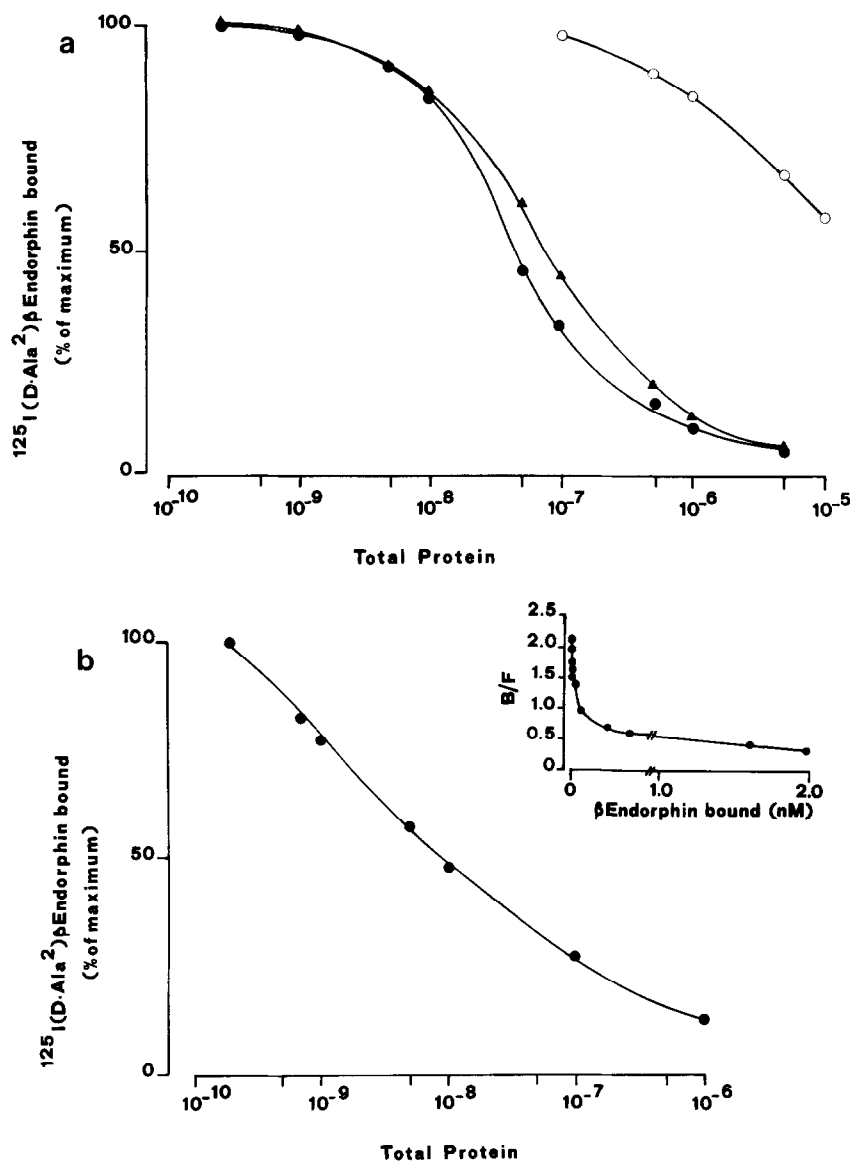 a
100
50
0
¹²⁵I(D·Ala²)βEndorphin bound
(% of maximum)
10⁻¹⁰ 10⁻⁹ 10⁻⁸ 10⁻⁷ 10⁻⁶ 10⁻⁵
Total Protein
b
100
50
0
¹²⁵I(D·Ala²)βEndorphin bound
(% of maximum)
10⁻¹⁰ 10⁻⁹ 10⁻⁸ 10⁻⁷ 10⁻⁶
Total Protein
2.5
2.0
1.5
1.0
0.5
0
B/F
0 1.0 2.0
βEndorphin bound (nM)